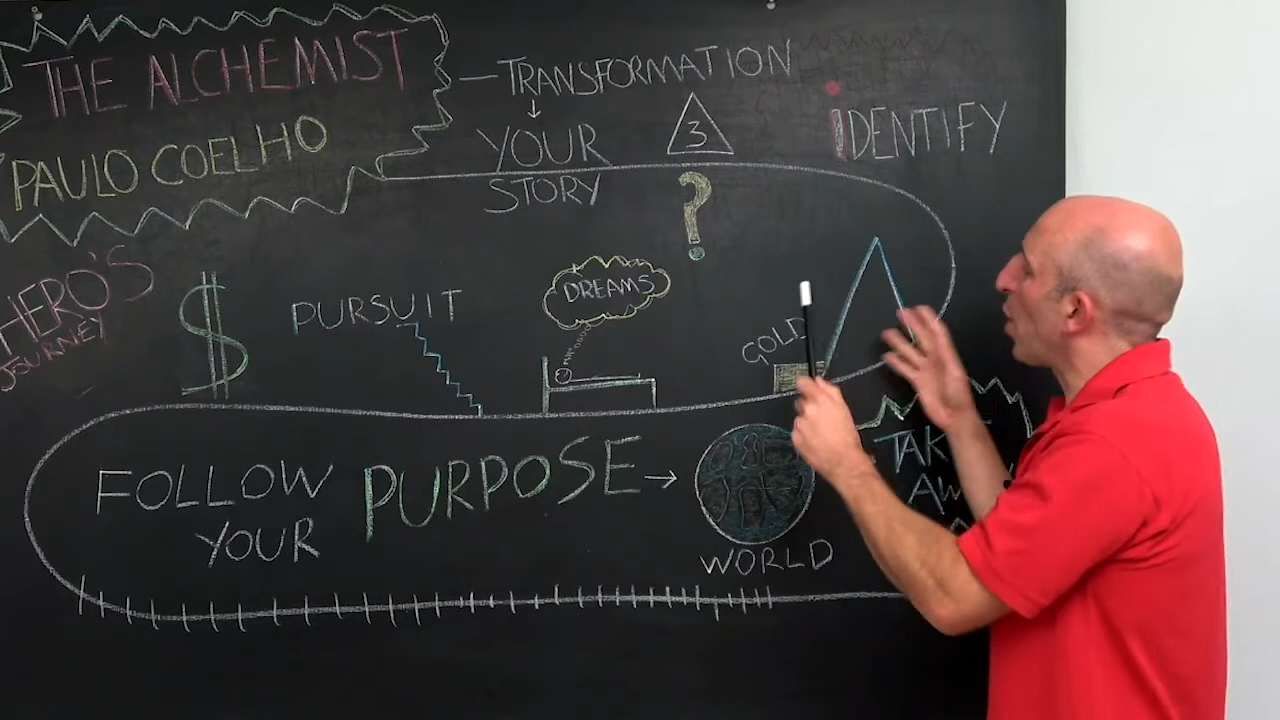 THE ALCHEMIST
PAULO COELHO
—TRANSFORMATION
↓
YOUR
STORY
3
?
IDENTIFY
HERO'S
JOURNEY
$
PURSUIT
DREAMS
GOLD
FOLLOW
YOUR
PURPOSE →
WORLD